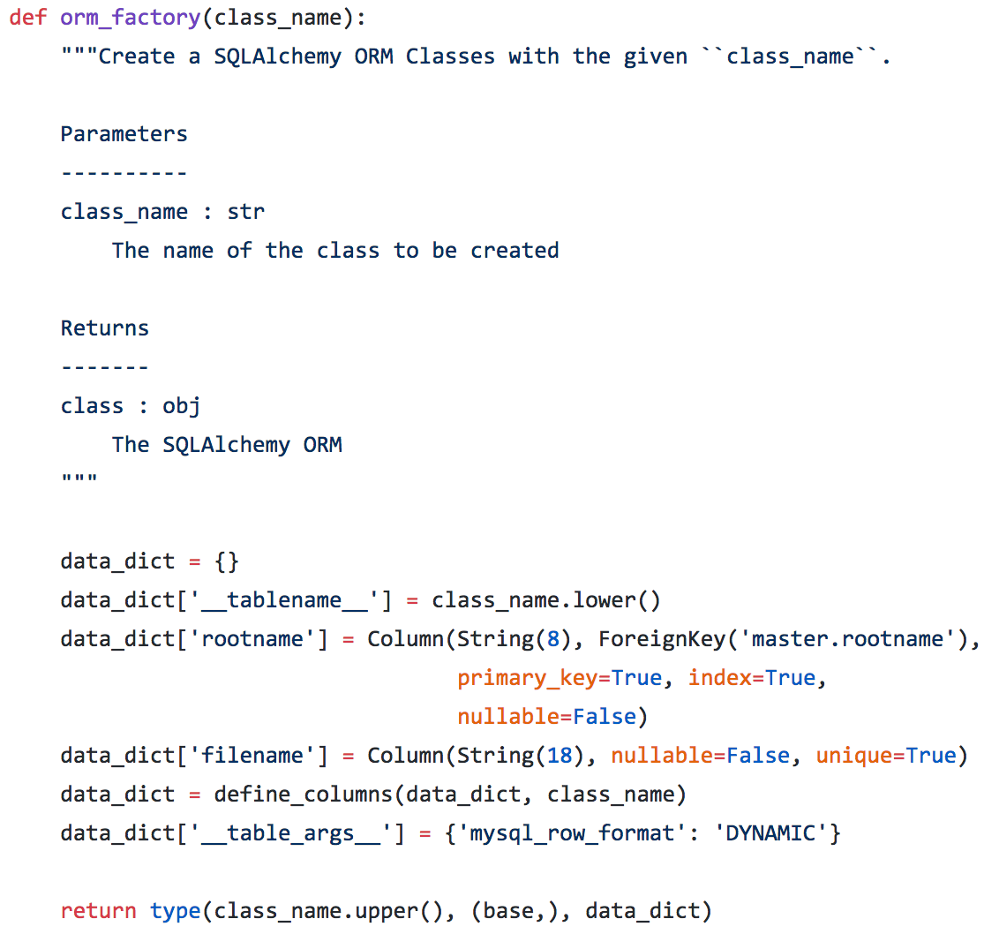 def orm_factory(class_name):
    """Create a SQLAlchemy ORM Classes with the given ``class_name``.

    Parameters
    ----------
    class_name : str
        The name of the class to be created

    Returns
    -------
    class : obj
        The SQLAlchemy ORM
    """

    data_dict = {}
    data_dict['__tablename__'] = class_name.lower()
    data_dict['rootname'] = Column(String(8), ForeignKey('master.rootname'),
                                   primary_key=True, index=True,
                                   nullable=False)
    data_dict['filename'] = Column(String(18), nullable=False, unique=True)
    data_dict = define_columns(data_dict, class_name)
    data_dict['__table_args__'] = {'mysql_row_format': 'DYNAMIC'}

    return type(class_name.upper(), (base,), data_dict)